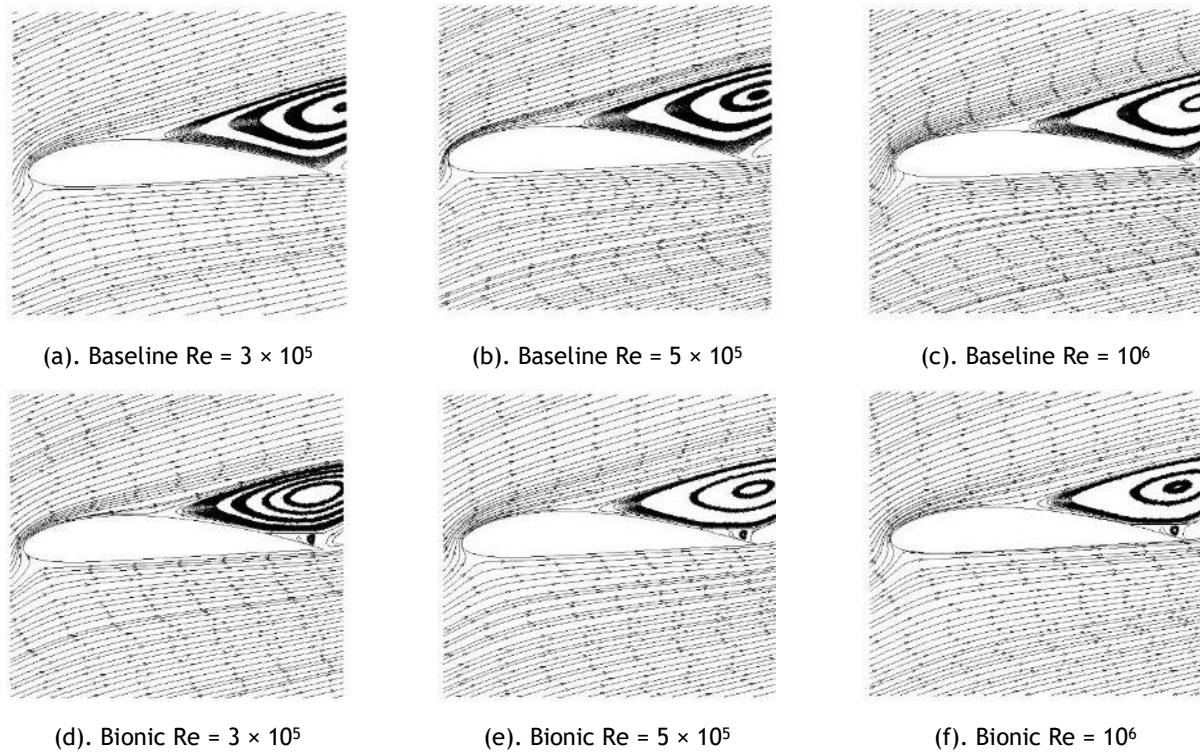 (a). Baseline Re = 3 × 10⁵
(b). Baseline Re = 5 × 10⁵
(c). Baseline Re = 10⁶
(d). Bionic Re = 3 × 10⁵
(e). Bionic Re = 5 × 10⁵
(f). Bionic Re = 10⁶